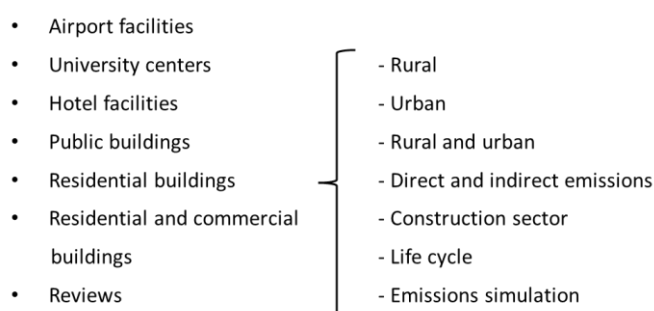 • Airport facilities
• University centers
• Hotel facilities
• Public buildings
• Residential buildings
• Residential and commercial
buildings
• Reviews
- Rural
- Urban
- Rural and urban
- Direct and indirect emissions
- Construction sector
- Life cycle
- Emissions simulation